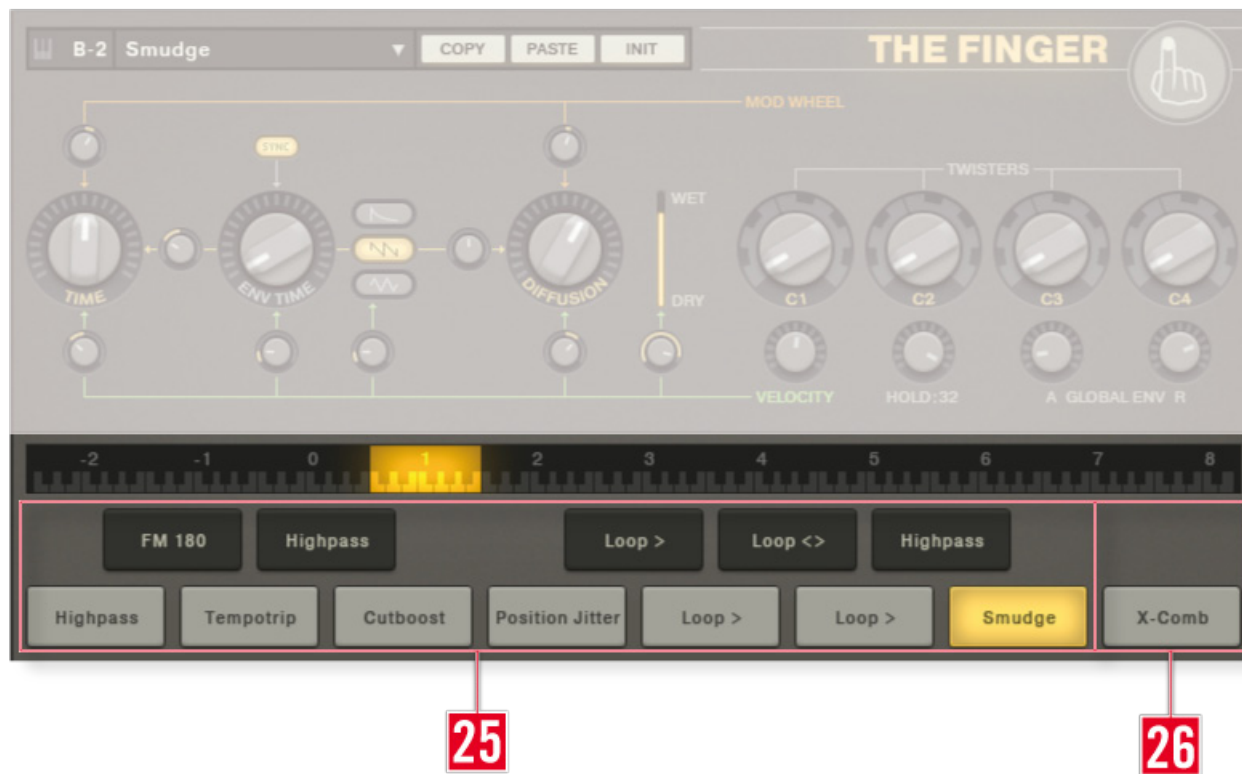 B-2 Smudge ▼ COPY PASTE INIT THE FINGER
MOD WHEEL
SYNC
TWISTERS
WET
TIME ENV TIME DIFFUSION DRY C1 C2 C3 C4
VELOCITY HOLD:32 A GLOBAL ENV R
-2 -1 0 1 2 3 4 5 6 7 8
FM 180 Highpass Loop > Loop <> Highpass
Highpass Tempotrip Cutboost Position Jitter Loop > Loop > Smudge X-Comb
25 26